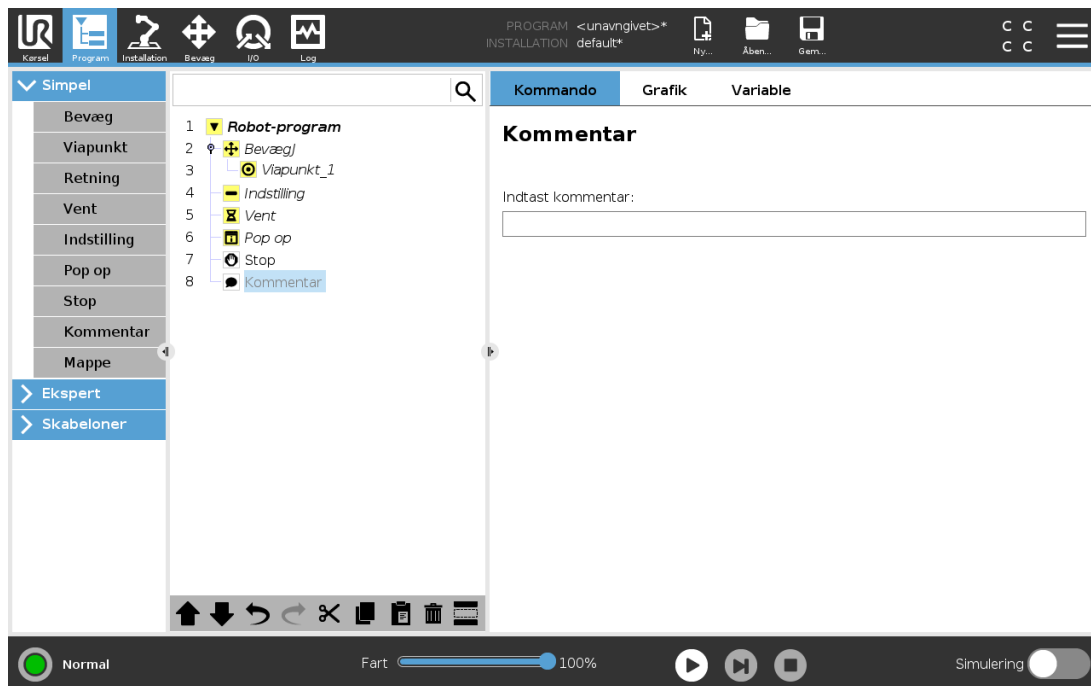 UR
Kørsel
Program
Installation
Bevæg
I/O
Log
PROGRAM <unavngivet>*
INSTALLATION default*
Ny...
Åben...
Gem...
C C
C C
Simpel
Bevæg
Viapunkt
Retning
Vent
Indstilling
Pop op
Stop
Kommentar
Mappe
Ekspert
Skabeloner
1 Robot-program
2 BevægJ
3 Viapunkt_1
4 Indstilling
5 Vent
6 Pop op
7 Stop
8 Kommentar
Kommando Grafik Variable
Kommentar
Indtast kommentar:
Normal
Fart 100%
Simulering